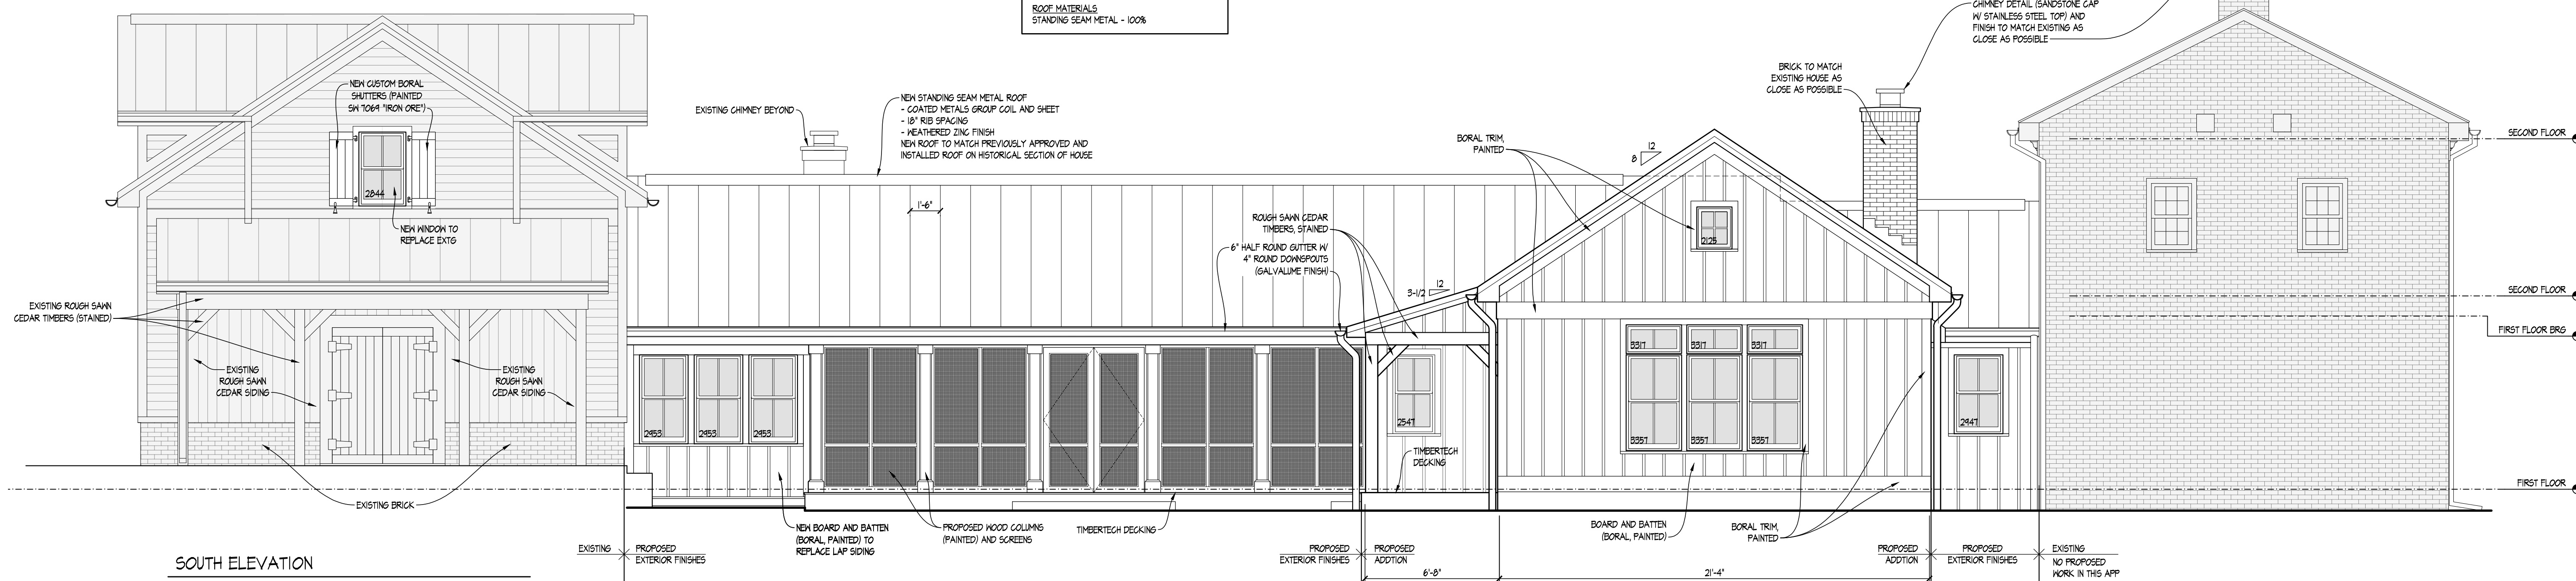 ROOF MATERIALS
STANDING SEAM METAL - 100%
CHIMNEY DETAIL (SANDSTONE CAP
W/ STAINLESS STEEL TOP) AND
FINISH TO MATCH EXISTING AS
CLOSE AS POSSIBLE
NEW CUSTOM BORAL
SHUTTERS (PAINTED
SW 7069 "IRON ORE")
2844
NEW WINDOW TO
REPLACE EXTG
EXISTING CHIMNEY BEYOND
NEW STANDING SEAM METAL ROOF
- COATED METALS GROUP COIL AND SHEET
- 18" RIB SPACING
- WEATHERED ZINC FINISH
NEW ROOF TO MATCH PREVIOUSLY APPROVED AND
INSTALLED ROOF ON HISTORICAL SECTION OF HOUSE
1'-6"
BRICK TO MATCH
EXISTING HOUSE AS
CLOSE AS POSSIBLE
BORAL TRIM,
PAINTED
12
8
2125
ROUGH SAWN CEDAR
TIMBERS, STAINED
6" HALF ROUND GUTTER W/
4" ROUND DOWNSPOUTS
(GALVALUME FINISH)
12
3-1/2
SECOND FLOOR
SECOND FLOOR
FIRST FLOOR BRG
FIRST FLOOR
EXISTING ROUGH SAWN
CEDAR TIMBERS (STAINED)
EXISTING
ROUGH SAWN
CEDAR SIDING
EXISTING
ROUGH SAWN
CEDAR SIDING
EXISTING BRICK
2953
2953
2953
2547
3317
3317
3317
3357
3357
3357
2947
TIMBERTECH
DECKING
NEW BOARD AND BATTEN
(BORAL, PAINTED) TO
REPLACE LAP SIDING
PROPOSED WOOD COLUMNS
(PAINTED) AND SCREENS
TIMBERTECH DECKING
BOARD AND BATTEN
(BORAL, PAINTED)
BORAL TRIM,
PAINTED
EXISTING
PROPOSED
EXTERIOR FINISHES
PROPOSED
EXTERIOR FINISHES
PROPOSED
ADDTION
PROPOSED
ADDTION
PROPOSED
EXTERIOR FINISHES
EXISTING
NO PROPOSED
WORK IN THIS APP
6'-8"
21'-4"
SOUTH ELEVATION